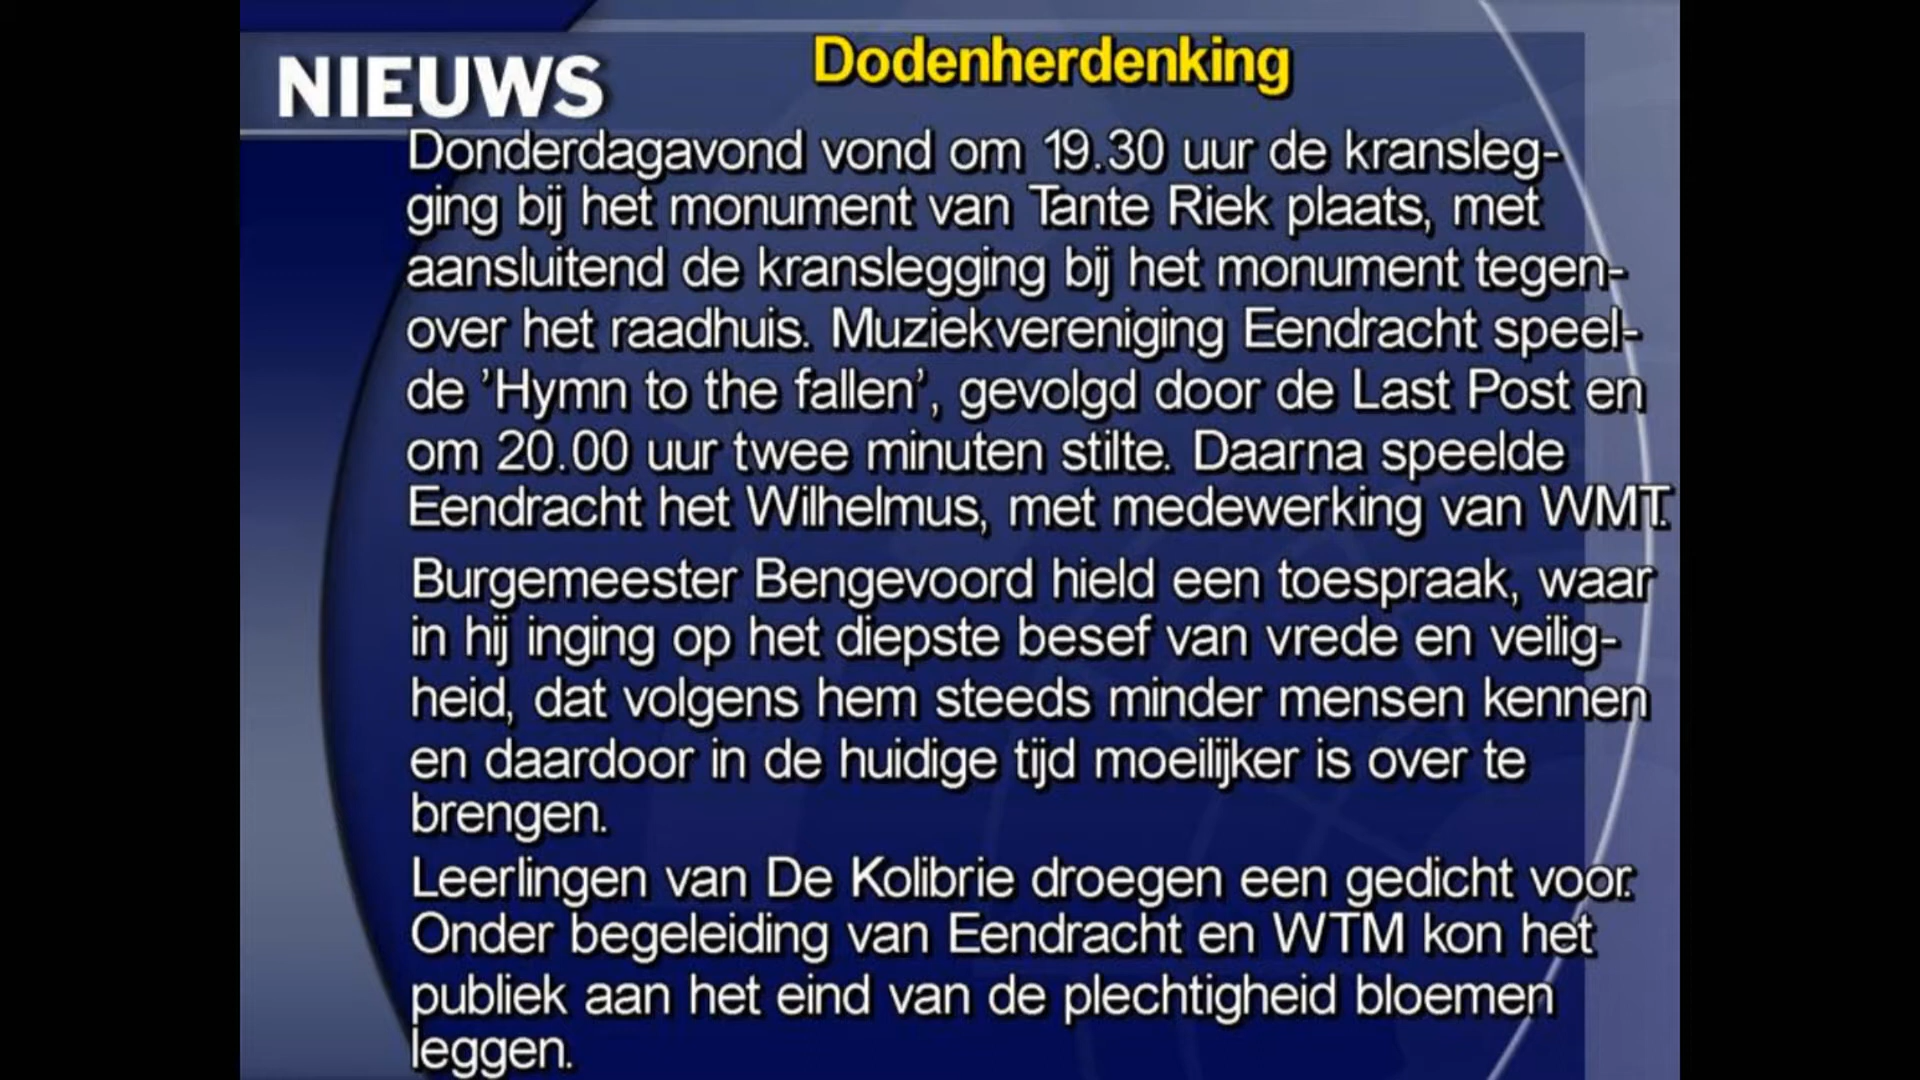 NIEUWS
Dodenherdenking
Donderdagavond vond om 19.30 uur de kransleg-
ging bij het monument van Tante Riek plaats, met
aansluitend de kranslegging bij het monument tegen-
over het raadhuis. Muziekvereniging Eendracht speel-
de ’Hymn to the fallen’, gevolgd door de Last Post en
om 20.00 uur twee minuten stilte. Daarna speelde
Eendracht het Wilhelmus, met medewerking van WMT.
Burgemeester Bengevoord hield een toespraak, waar
in hij inging op het diepste besef van vrede en veilig-
heid, dat volgens hem steeds minder mensen kennen
en daardoor in de huidige tijd moeilijker is over te
brengen.
Leerlingen van De Kolibrie droegen een gedicht voor.
Onder begeleiding van Eendracht en WTM kon het
publiek aan het eind van de plechtigheid bloemen
leggen.